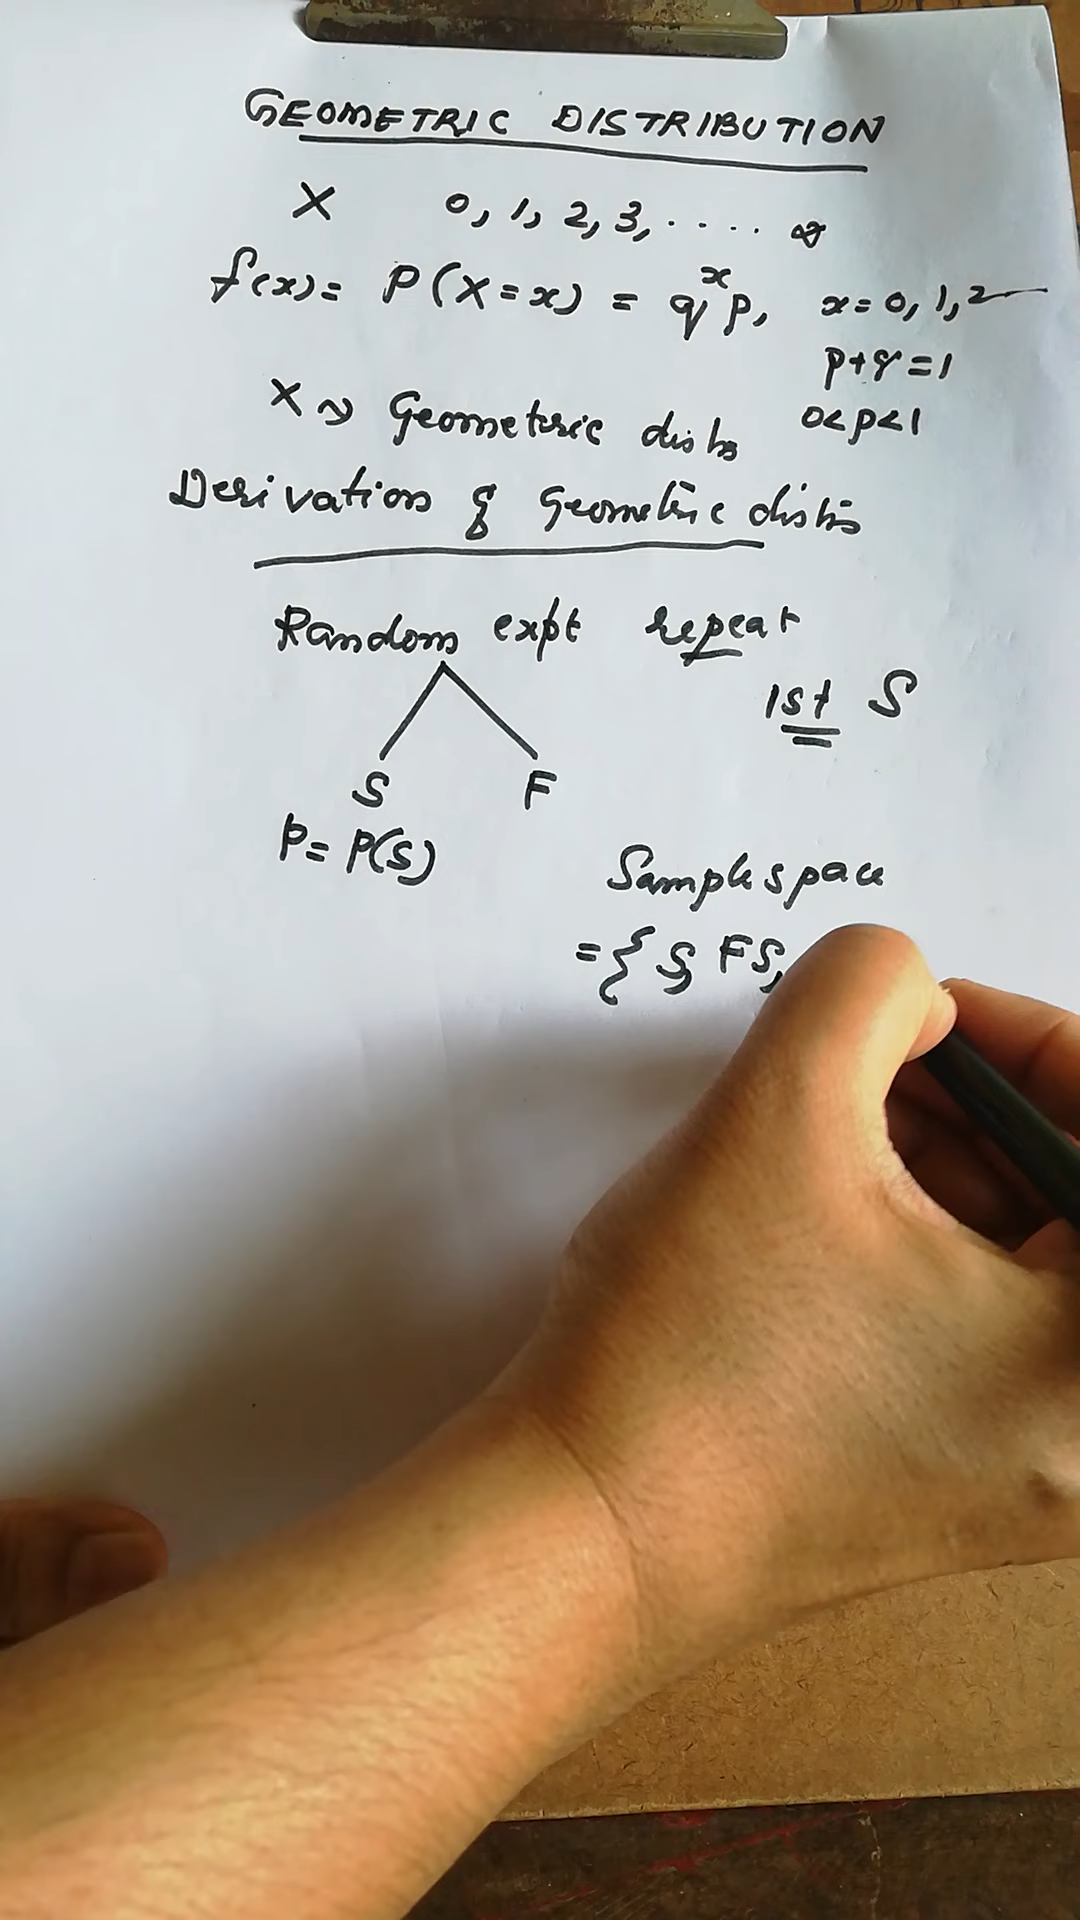 GEOMETRIC DISTRIBUTION
X 0, 1, 2, 3, ..... ∞
f(x) = P(X=x) = q^x p, x = 0, 1, 2
p+q=1
0<p<1
X ~ Geometric distn
Derivation of Geometric distn
Random expt repeat
1st S
S F
P = P(S)
Sample space
= { S, FS,